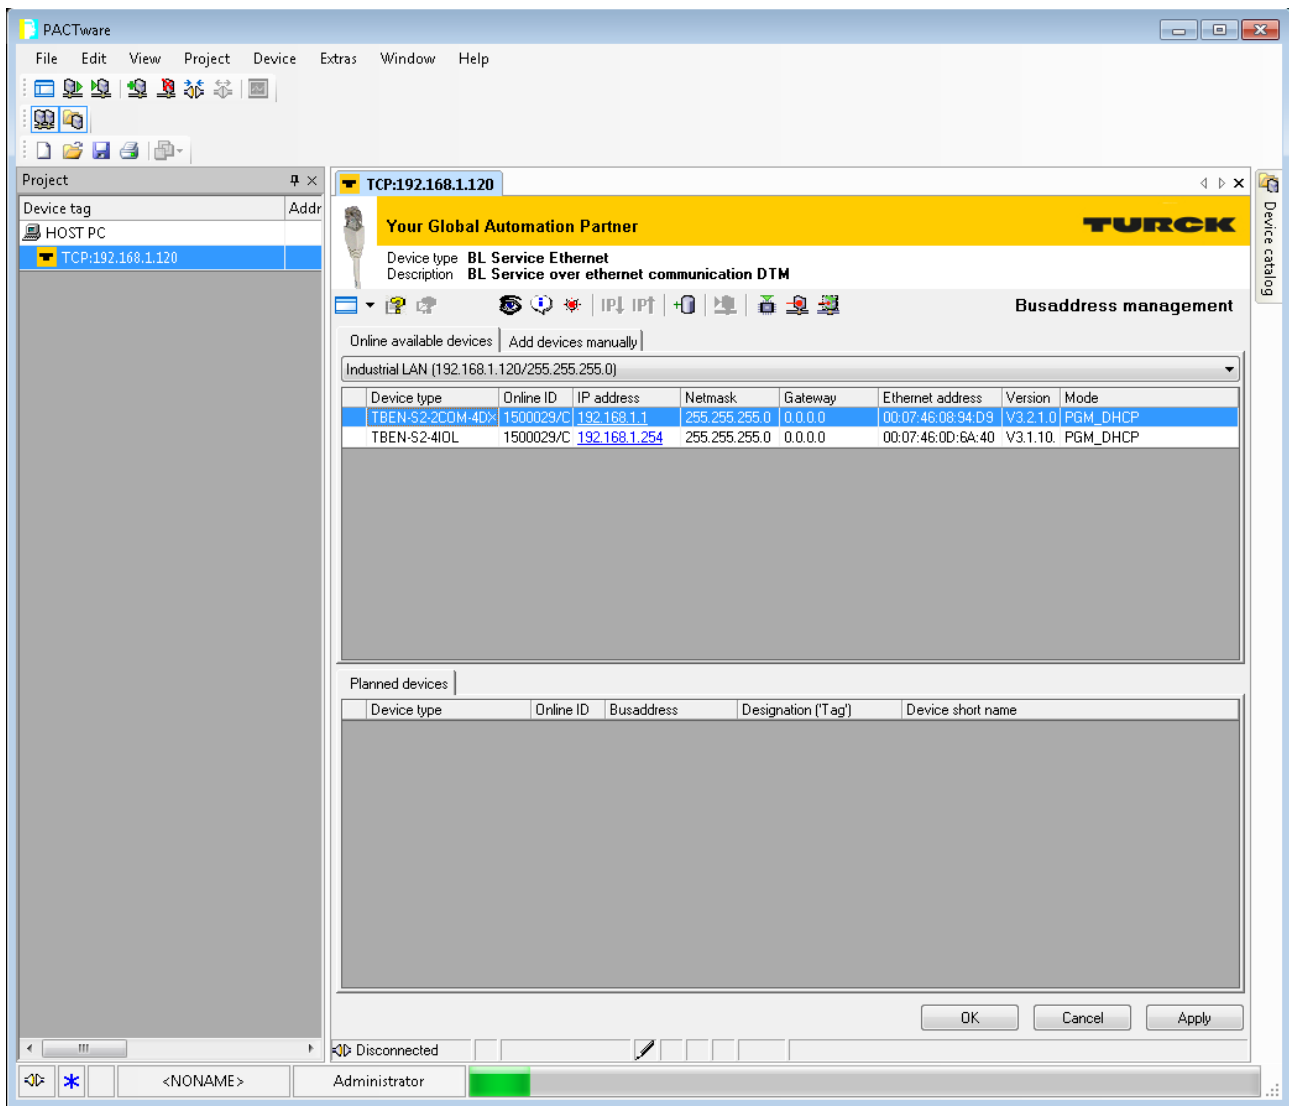 PACTware
File Edit View Project Device Extras Window Help
Project
Device tag Addr
HOST PC
TCP:192.168.1.120
TCP:192.168.1.120
Your Global Automation Partner
TURCK
Device type BL Service Ethernet
Description BL Service over ethernet communication DTM
Busaddress management
Online available devices Add devices manually
Industrial LAN (192.168.1.120/255.255.255.0)
Device type Online ID IP address Netmask Gateway Ethernet address Version Mode
TBEN-S2-2COM-4DX 1500029/C 192.168.1.1 255.255.255.0 0.0.0.0 00:07:46:08:94:D9 V3.2.1.0 PGM_DHCP
TBEN-S2-4IOL 1500029/C 192.168.1.254 255.255.255.0 0.0.0.0 00:07:46:0D:6A:40 V3.1.10. PGM_DHCP
Planned devices
Device type Online ID Busaddress Designation ('Tag') Device short name
OK Cancel Apply
Disconnected
<NONAME> Administrator
Device catalog